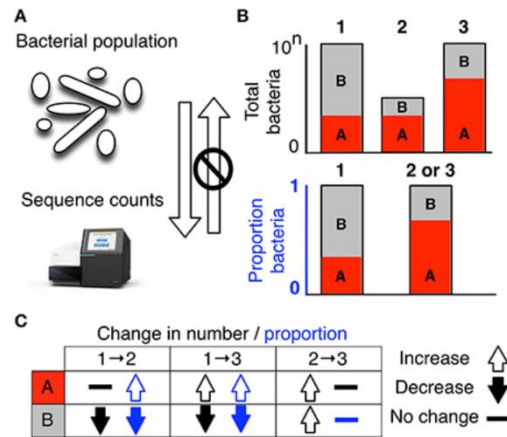 A
Bacterial population
Sequence counts
B
1 2 3
10ⁿ
Total
bacteria
0
B
A
B
A
B
A
1 2 or 3
1
Proportion
bacteria
0
B
A
B
A
C
Change in number / proportion
1→2 1→3 2→3
A
B
Increase
Decrease
No change